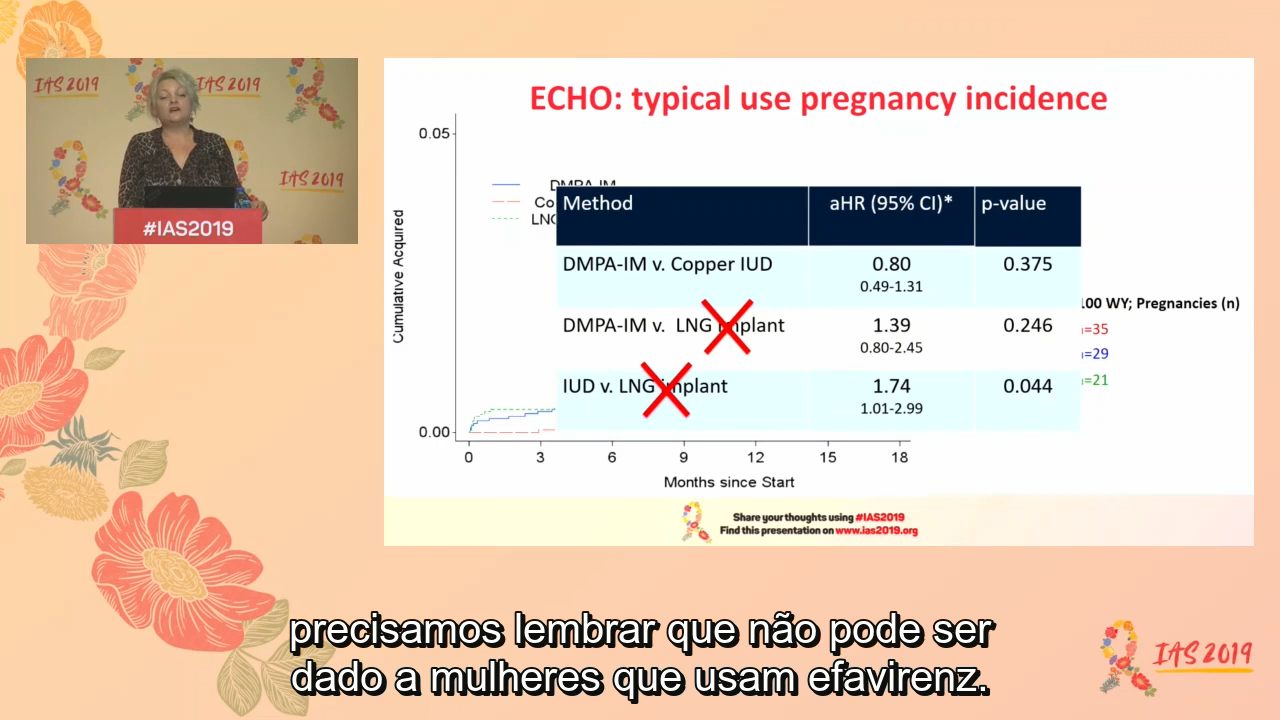 IAS 2019
IAS 2019
IAS 2019
#IAS2019
ECHO: typical use pregnancy incidence
0.05
DMPA-IM
Co
LNG
Cumulative Acquired
0.00
0 3 6 9 12 15 18
Months since Start
Method aHR (95% CI)* p-value
DMPA-IM v. Copper IUD 0.80 0.375
0.49-1.31
DMPA-IM v. LNG implant 1.39 0.246
0.80-2.45
IUD v. LNG implant 1.74 0.044
1.01-2.99
100 WY; Pregnancies (n)
=35
=29
=21
Share your thoughts using #IAS2019
Find this presentation on www.ias2019.org
precisamos lembrar que não pode ser
dado a mulheres que usam efavirenz.
IAS 2019